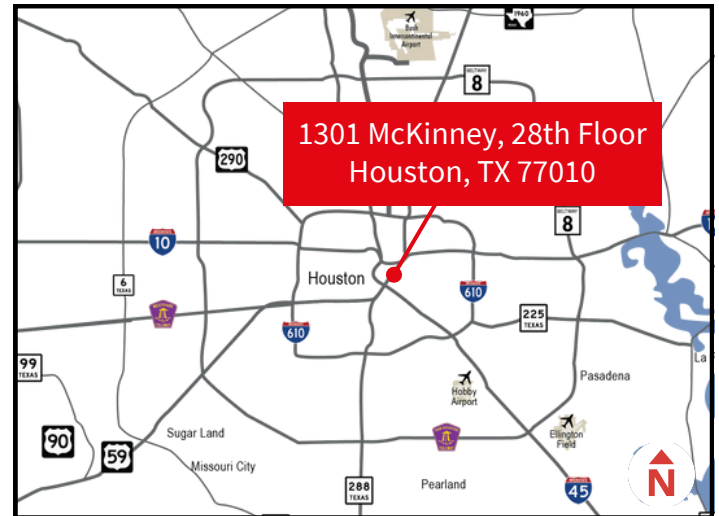 1960
TEXAS
Bush
Intercontinental
Airport
BELTWAY
8
1301 McKinney, 28th Floor
Houston, TX 77010
290
BELTWAY
8
10
6
TEXAS
Houston
610
610
225
TEXAS
99
TEXAS
La
Pasadena
Hobby
Airport
Ellington
Field
90
59
Sugar Land
Missouri City
288
TEXAS
Pearland
45
N